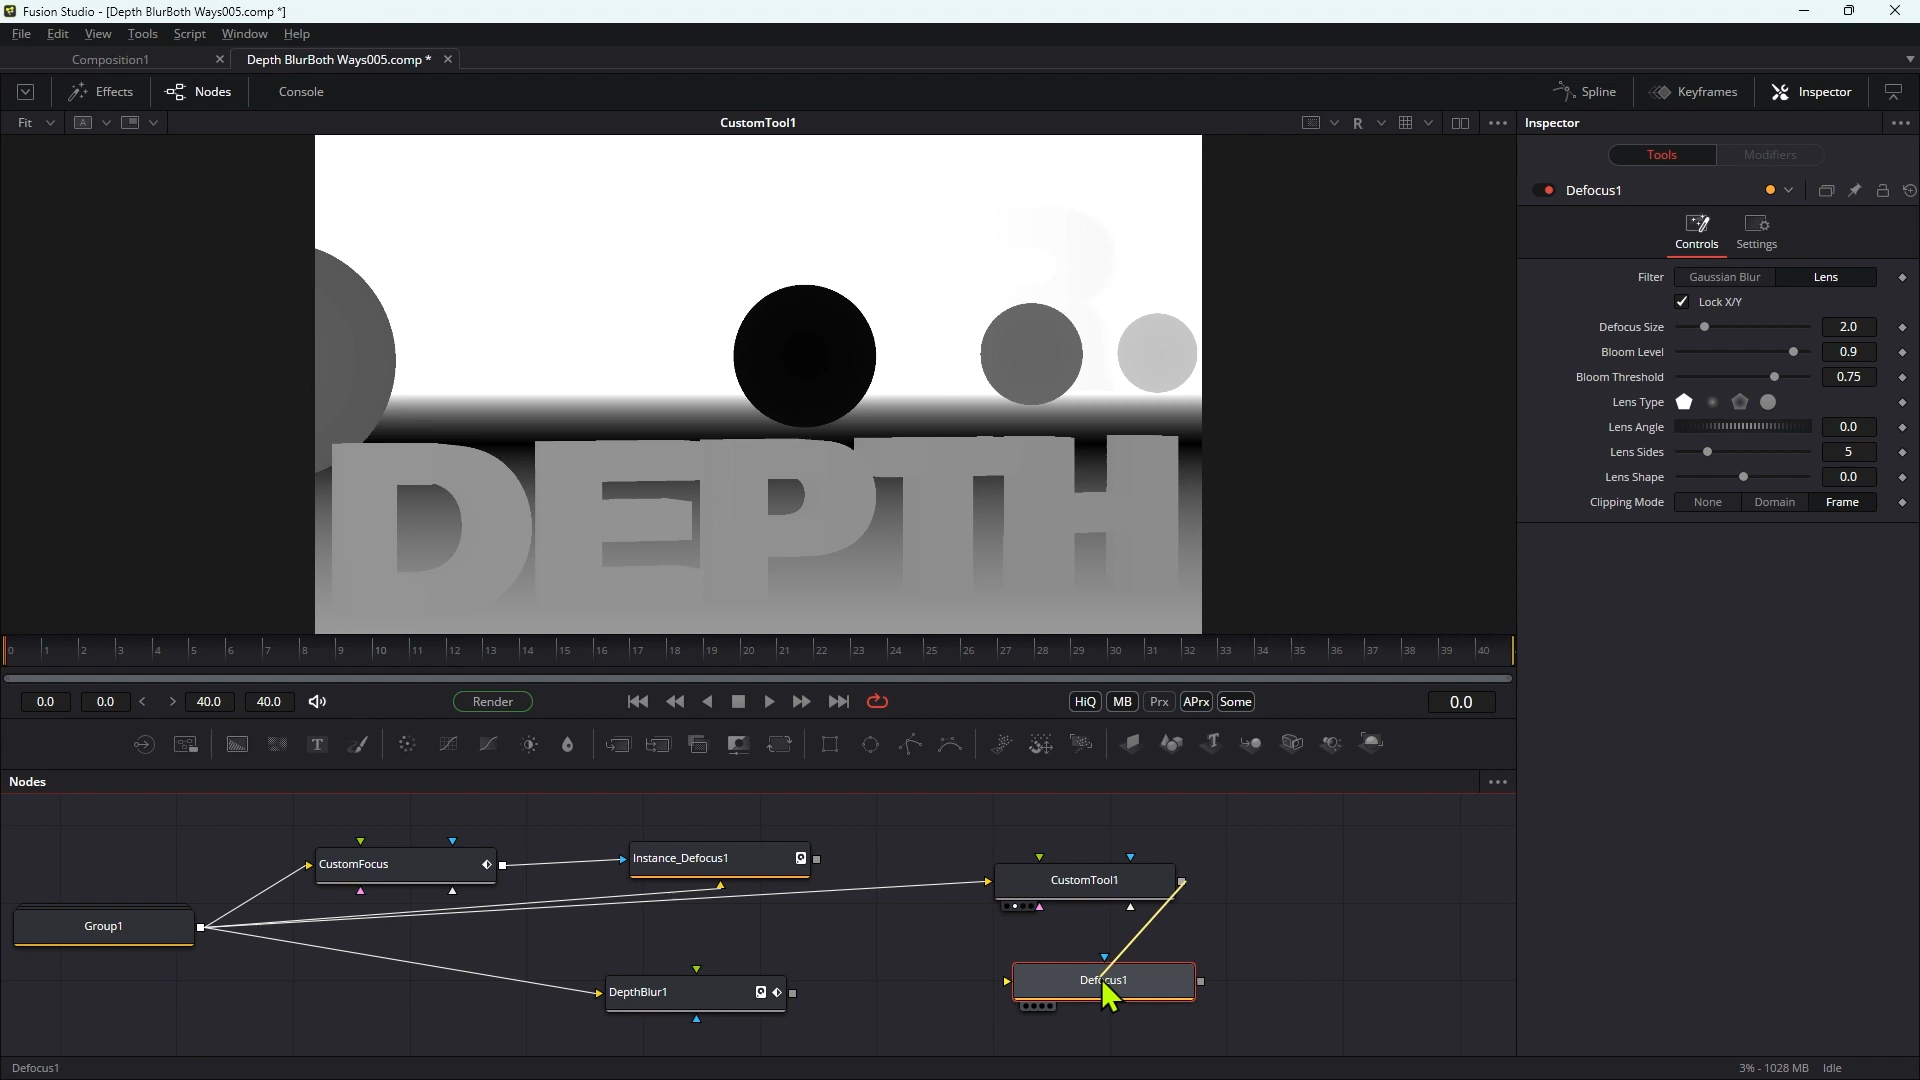 Fusion Studio - [Depth BlurBoth Ways005.comp *]
File Edit View Tools Script Window Help
Composition1 Depth BlurBoth Ways005.comp *
Effects Nodes Console Spline Keyframes Inspector
Fit A CustomTool1 R Inspector
Tools Modifiers
Defocus1
Controls Settings
Filter Gaussian Blur Lens
Lock X/Y
Defocus Size 2.0
Bloom Level 0.9
Bloom Threshold 0.75
Lens Type
Lens Angle 0.0
Lens Sides 5
Lens Shape 0.0
Clipping Mode None Domain Frame
DEPTH
0 1 2 3 4 5 6 7 8 9 10 11 12 13 14 15 16 17 18 19 20 21 22 23 24 25 26 27 28 29 30 31 32 33 34 35 36 37 38 39 40
0.0 0.0 < > 40.0 40.0 Render HiQ MB Prx APrx Some 0.0
Nodes
CustomFocus
Instance_Defocus1
CustomTool1
Group1
DepthBlur1
Defocus1
Defocus1 3% - 1028 MB Idle